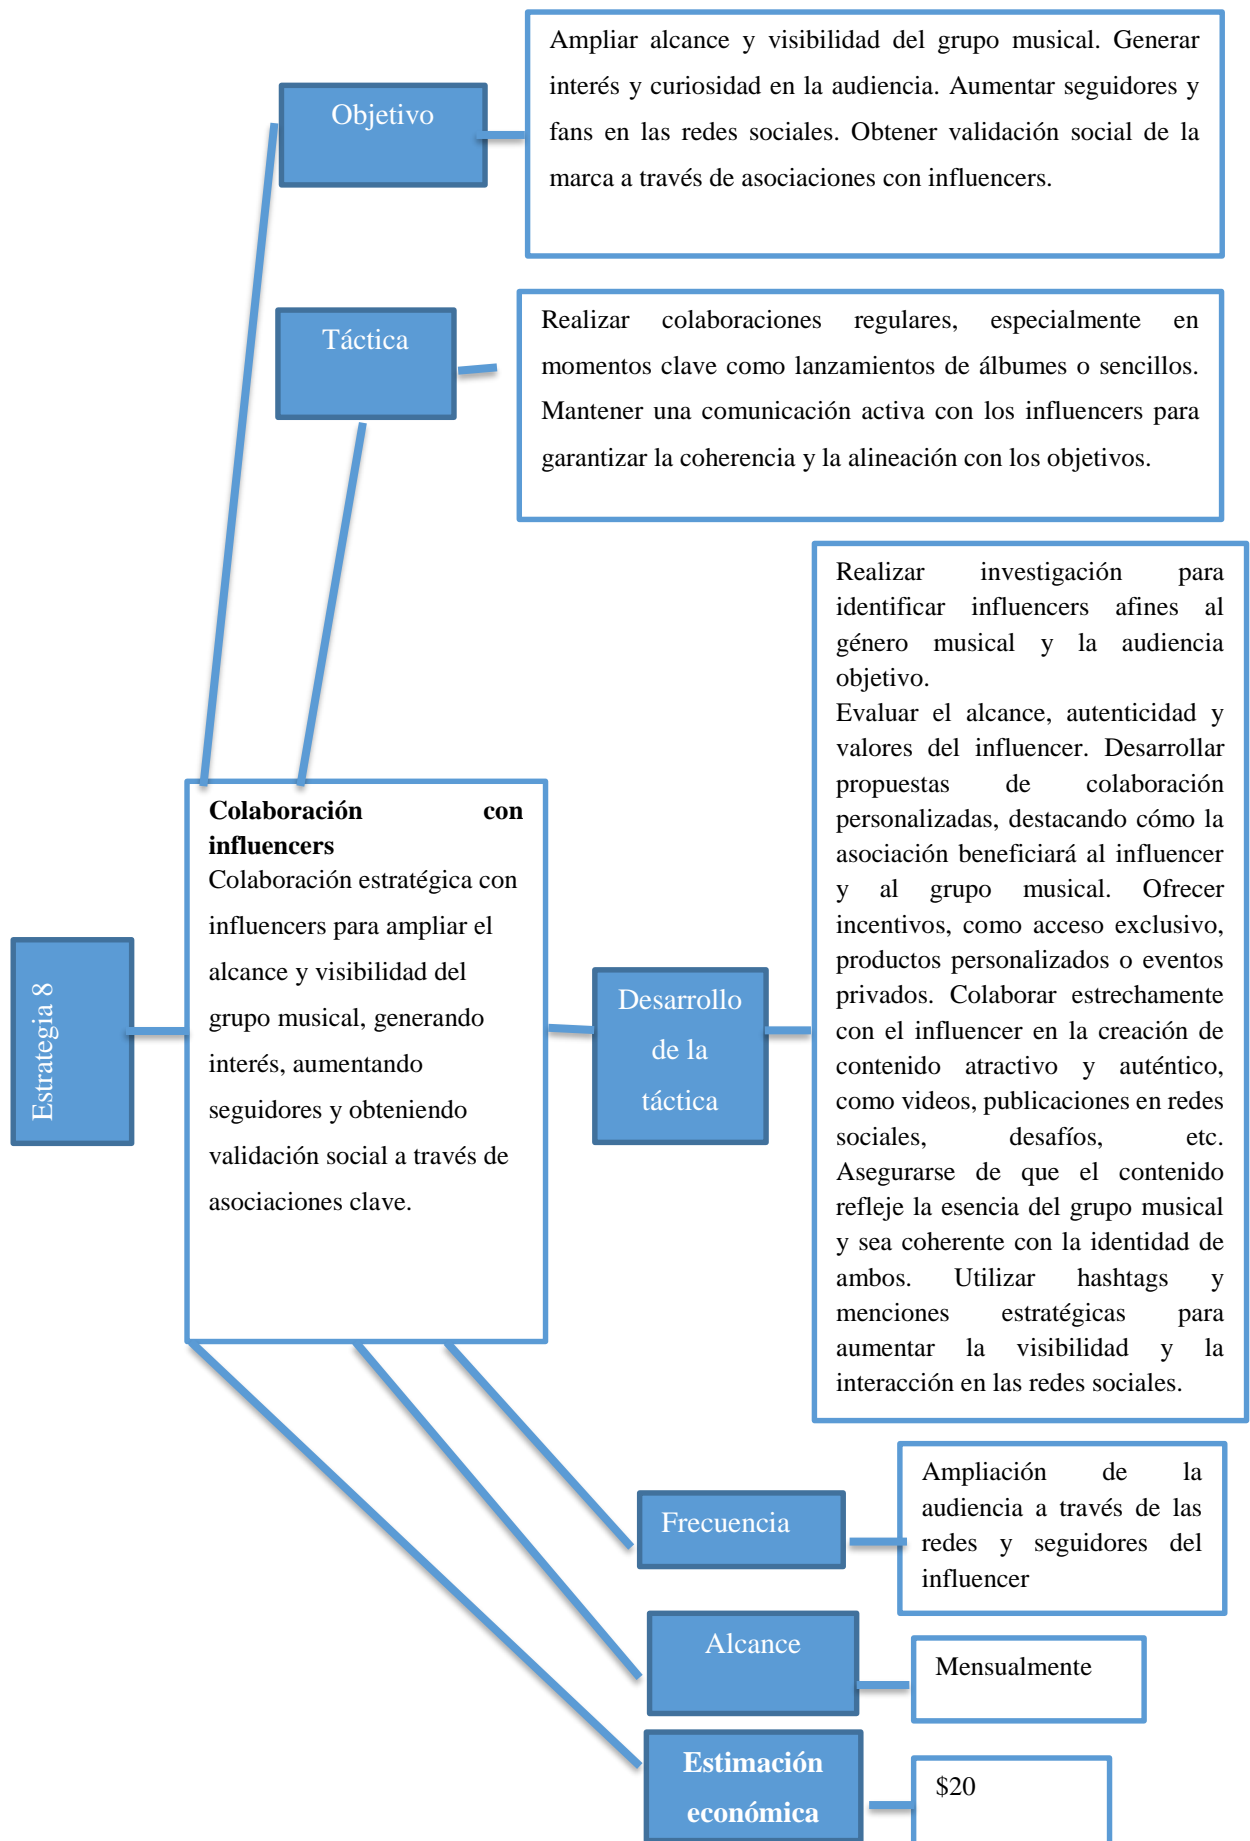 Objetivo
Ampliar alcance y visibilidad del grupo musical. Generar
interés y curiosidad en la audiencia. Aumentar seguidores y
fans en las redes sociales. Obtener validación social de la
marca a través de asociaciones con influencers.
Táctica
Realizar colaboraciones regulares, especialmente en
momentos clave como lanzamientos de álbumes o sencillos.
Mantener una comunicación activa con los influencers para
garantizar la coherencia y la alineación con los objetivos.
Estrategia 8
Colaboración con
influencers
Colaboración estratégica con
influencers para ampliar el
alcance y visibilidad del
grupo musical, generando
interés, aumentando
seguidores y obteniendo
validación social a través de
asociaciones clave.
Desarrollo
de la
táctica
Realizar investigación para
identificar influencers afines al
género musical y la audiencia
objetivo.
Evaluar el alcance, autenticidad y
valores del influencer. Desarrollar
propuestas de colaboración
personalizadas, destacando cómo la
asociación beneficiará al influencer
y al grupo musical. Ofrecer
incentivos, como acceso exclusivo,
productos personalizados o eventos
privados. Colaborar estrechamente
con el influencer en la creación de
contenido atractivo y auténtico,
como videos, publicaciones en redes
sociales, desafíos, etc.
Asegurarse de que el contenido
refleje la esencia del grupo musical
y sea coherente con la identidad de
ambos. Utilizar hashtags y
menciones estratégicas para
aumentar la visibilidad y la
interacción en las redes sociales.
Frecuencia
Ampliación de la
audiencia a través de las
redes y seguidores del
influencer
Alcance
Mensualmente
Estimación
económica
$20